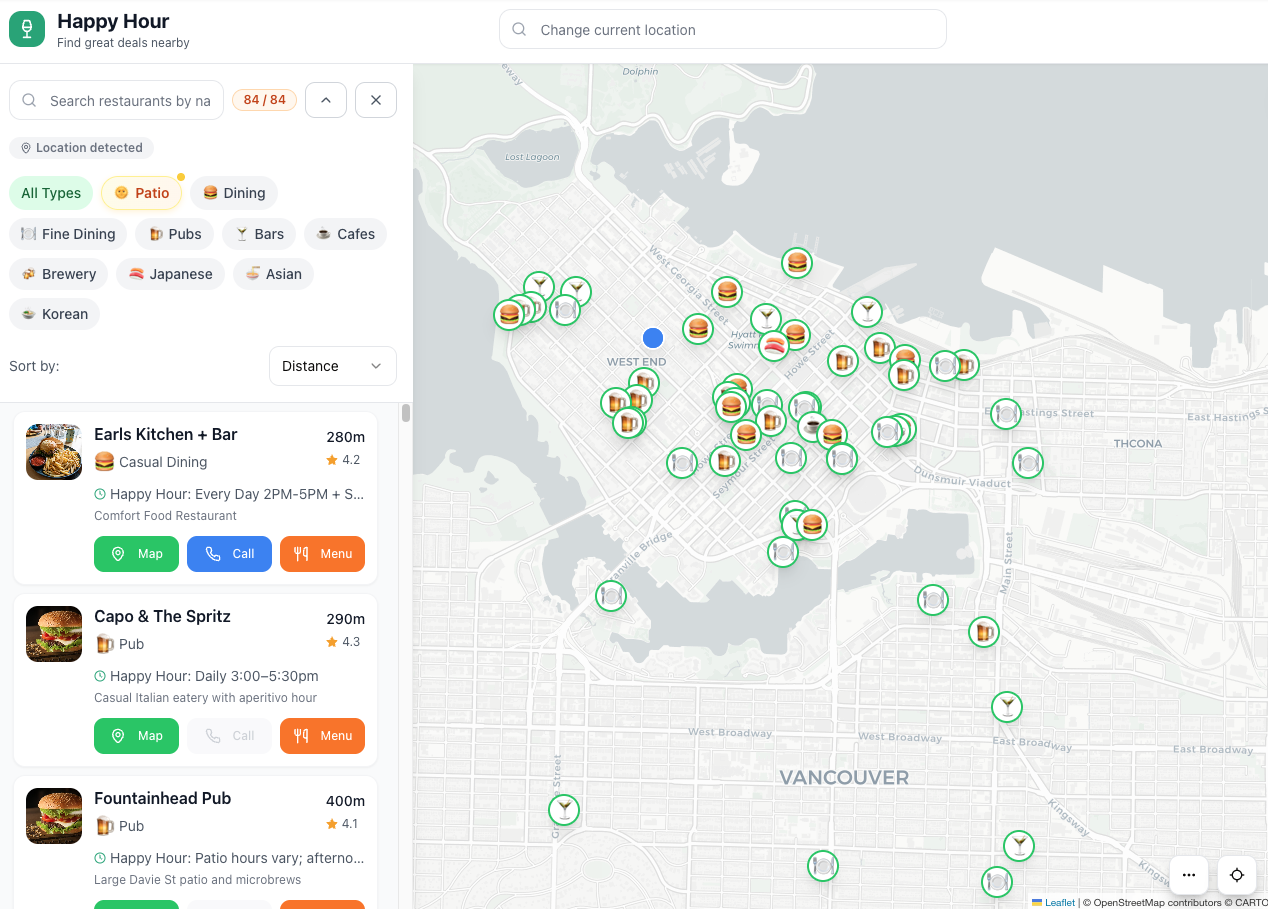 Happy Hour
Find great deals nearby
Change current location
Search restaurants by na
84 / 84
Location detected
All Types
Patio
Dining
Fine Dining
Pubs
Bars
Cafes
Brewery
Japanese
Asian
Korean
Sort by:
Distance
Earls Kitchen + Bar
280m
Casual Dining
4.2
Happy Hour: Every Day 2PM-5PM + S...
Comfort Food Restaurant
Map
Call
Menu
Capo & The Spritz
290m
Pub
4.3
Happy Hour: Daily 3:00–5:30pm
Casual Italian eatery with aperitivo hour
Map
Call
Menu
Fountainhead Pub
400m
Pub
4.1
Happy Hour: Patio hours vary; afterno...
Large Davie St patio and microbrews
Dolphin
Lost Lagoon
West Georgia Street
Hyatt
Swimm
Howe Street
WEST END
Seymour Street
East Hastings Street
East Hastings
THCONA
Dunsmuir Viaduct
Main Street
anville Bridge
West Broadway
West Broadway
East Broadway
East Broadway
VANCOUVER
Kingsway
Kingsw
Leaflet | © OpenStreetMap contributors © CARTO